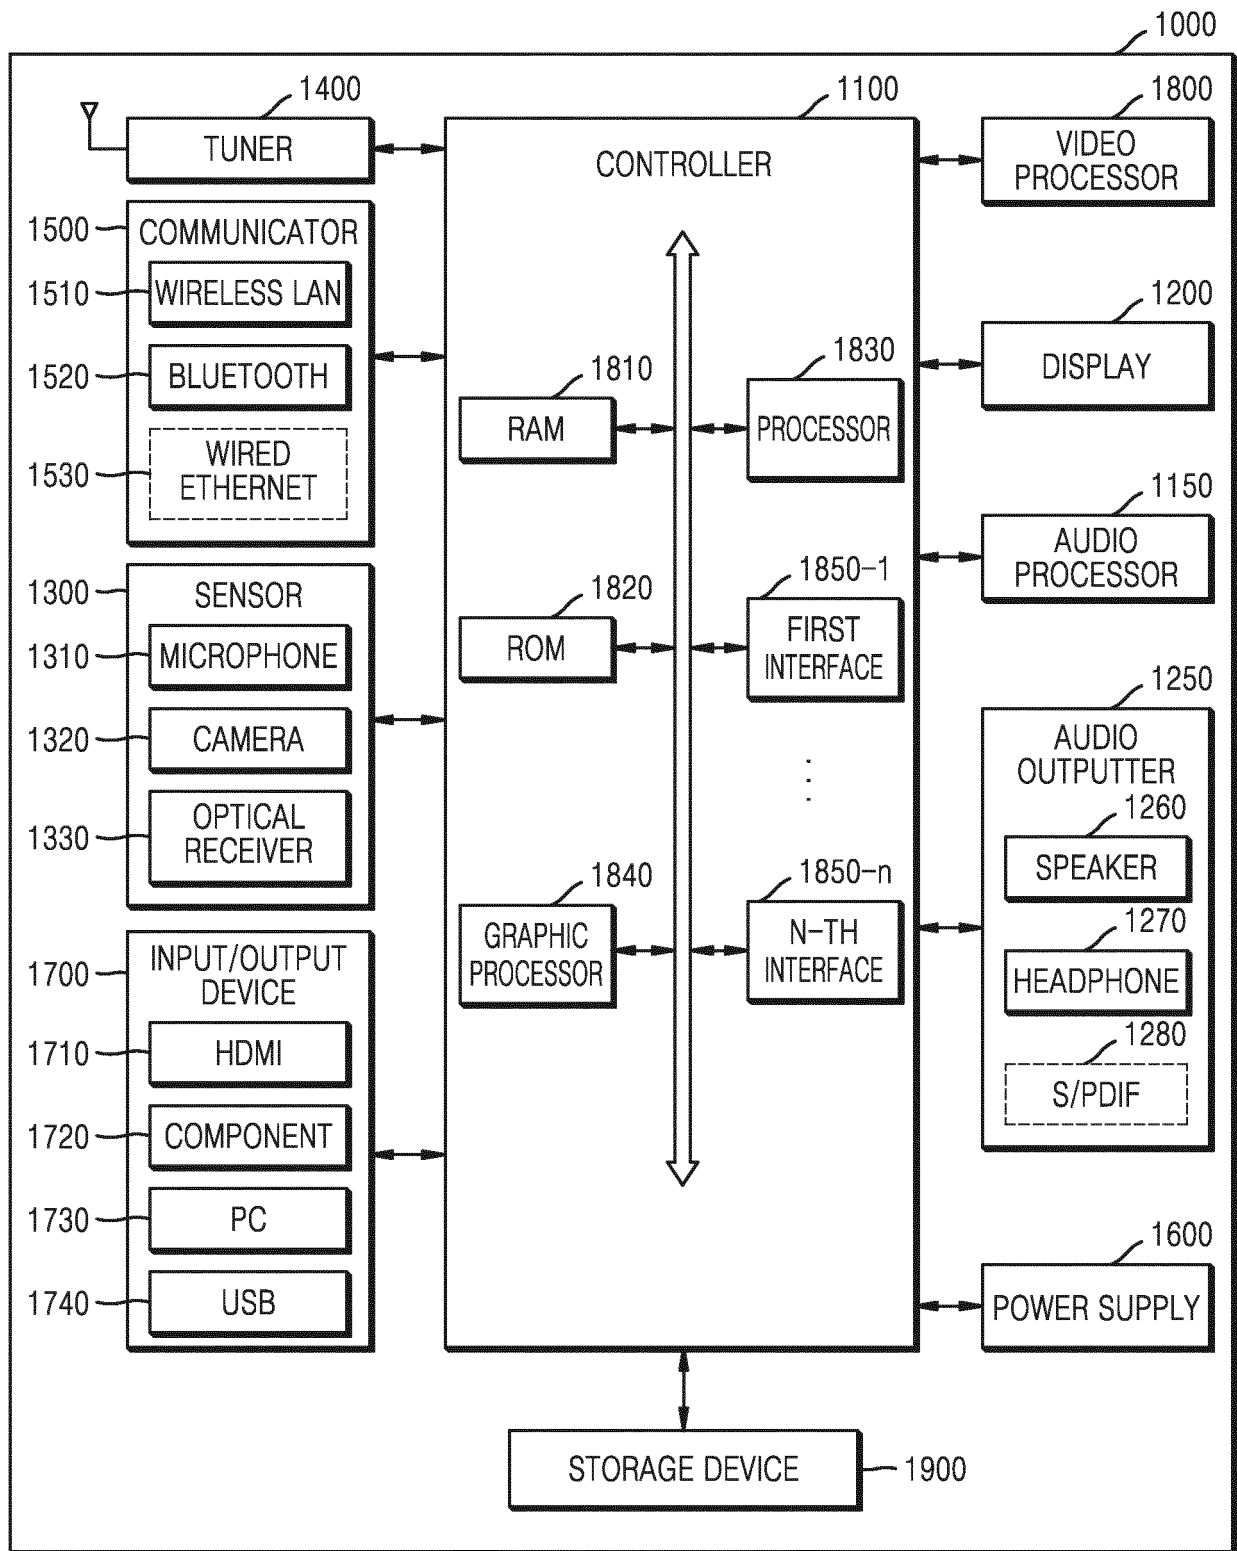 1000
1400
TUNER
1500
COMMUNICATOR
1510
WIRELESS LAN
1520
BLUETOOTH
1530
WIRED
ETHERNET
1300
SENSOR
1310
MICROPHONE
1320
CAMERA
1330
OPTICAL
RECEIVER
1700
INPUT/OUTPUT
DEVICE
1710
HDMI
1720
COMPONENT
1730
PC
1740
USB
1100
CONTROLLER
1810
RAM
1830
PROCESSOR
1820
ROM
1850-1
FIRST
INTERFACE
1840
GRAPHIC
PROCESSOR
1850-n
N-TH
INTERFACE
1800
VIDEO
PROCESSOR
1200
DISPLAY
1150
AUDIO
PROCESSOR
1250
AUDIO
OUTPUTTER
1260
SPEAKER
1270
HEADPHONE
1280
S/PDIF
1600
POWER SUPPLY
STORAGE DEVICE
1900